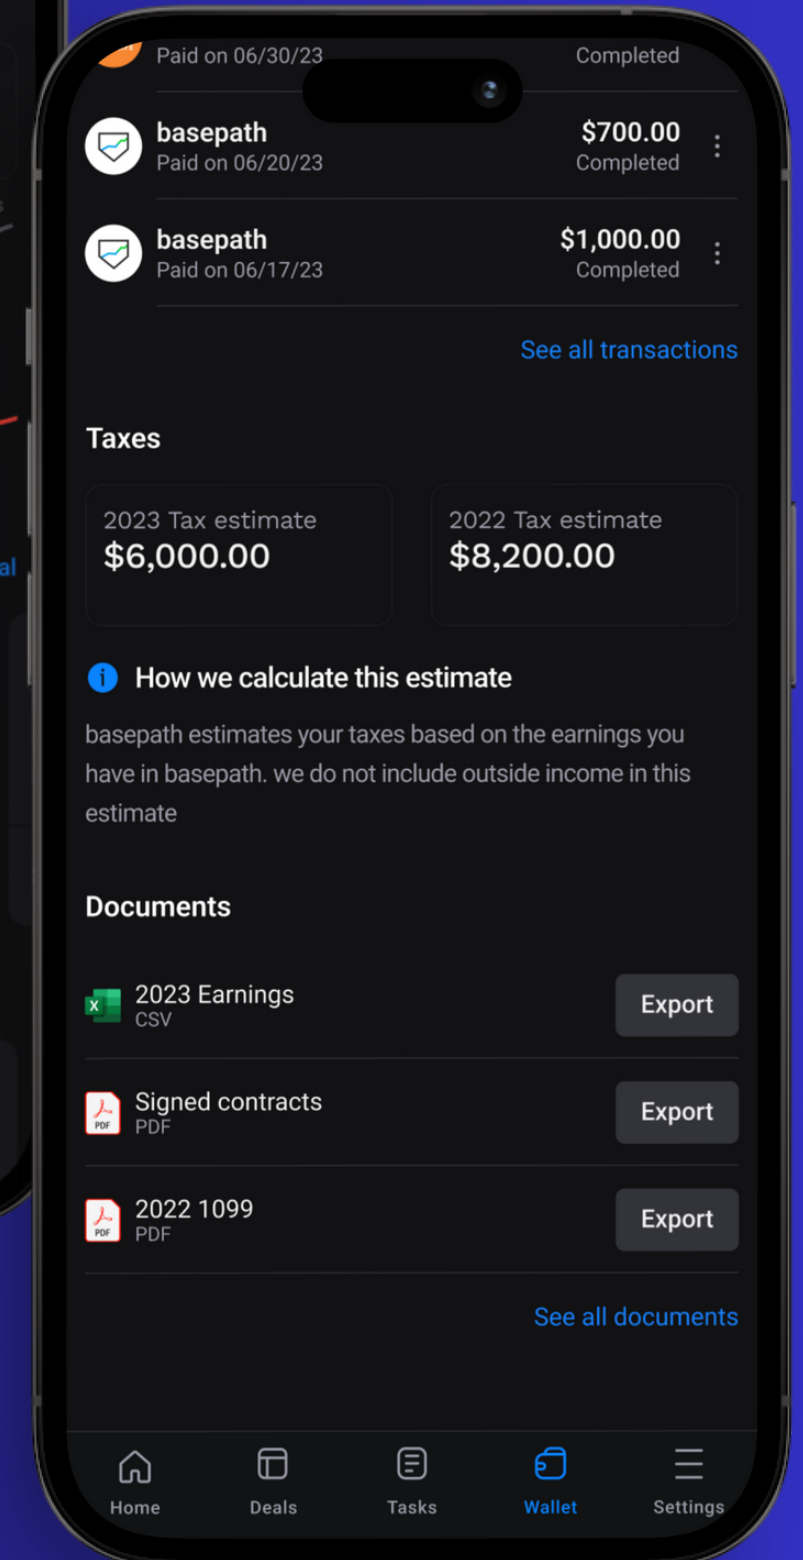 Paid on 06/30/23 Completed
basepath $700.00
Paid on 06/20/23 Completed
basepath $1,000.00
Paid on 06/17/23 Completed
See all transactions
Taxes
2023 Tax estimate
$6,000.00
2022 Tax estimate
$8,200.00
How we calculate this estimate
basepath estimates your taxes based on the earnings you
have in basepath. we do not include outside income in this
estimate
Documents
2023 Earnings
CSV
Export
Signed contracts
PDF
Export
2022 1099
PDF
Export
See all documents
Home Deals Tasks Wallet Settings
al
s
X
PDF
PDF